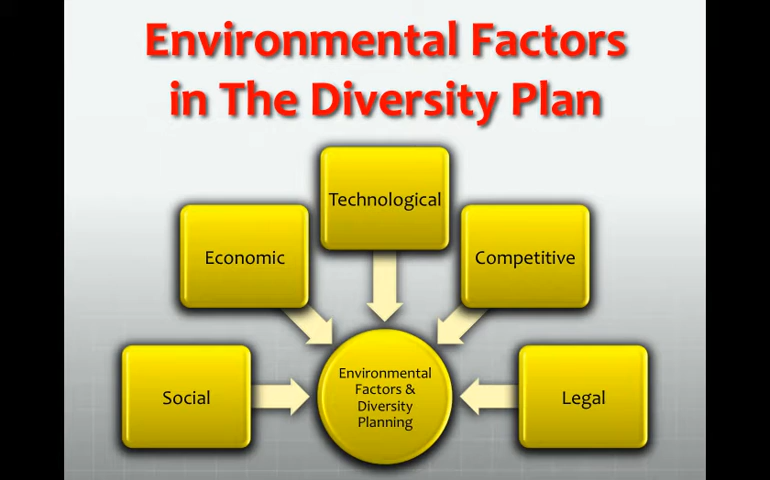 Environmental Factors
in The Diversity Plan
Technological
Economic
Competitive
Social
Environmental
Factors &
Diversity
Planning
Legal